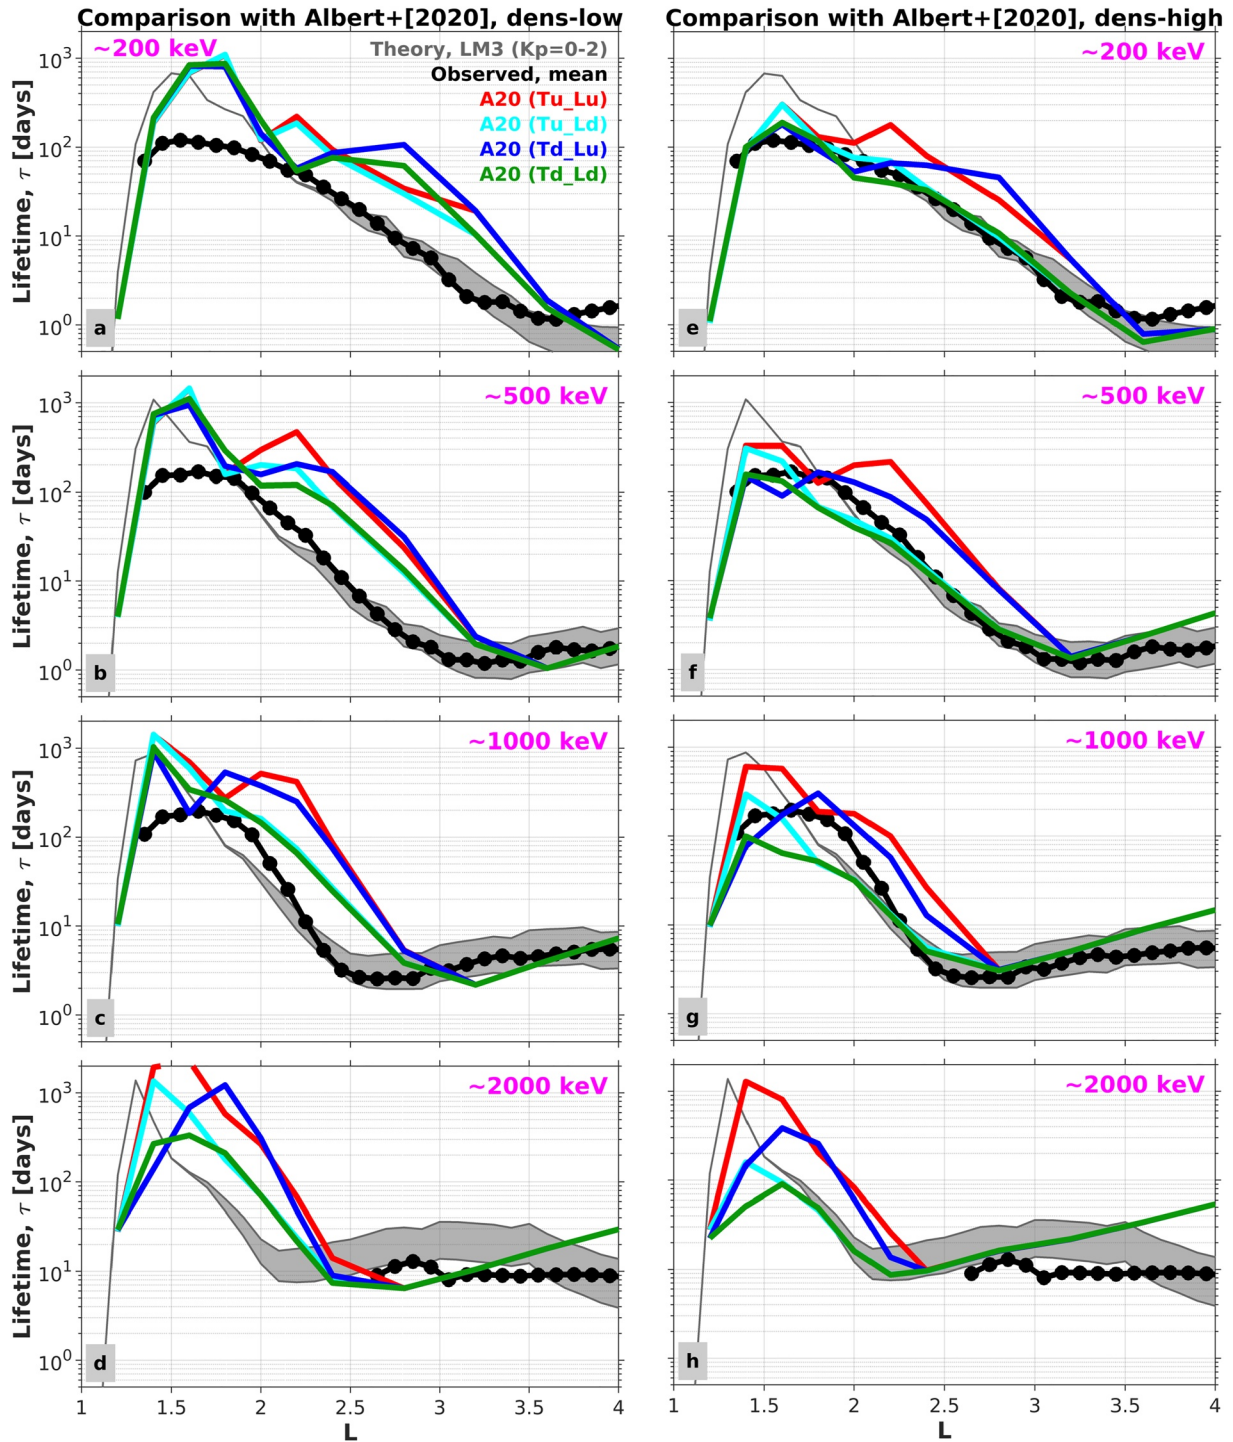 Comparison with Albert+[2020], dens-low
Comparison with Albert+[2020], dens-high
~200 keV
Theory, LM3 (Kp=0-2)
Observed, mean
A20 (Tu_Lu)
A20 (Tu_Ld)
A20 (Td_Lu)
A20 (Td_Ld)
Lifetime, τ [days]
10³
10²
10¹
10⁰
a
~200 keV
e
~500 keV
Lifetime, τ [days]
10³
10²
10¹
10⁰
b
~500 keV
f
~1000 keV
Lifetime, τ [days]
10³
10²
10¹
10⁰
c
~1000 keV
g
~2000 keV
Lifetime, τ [days]
10³
10²
10¹
10⁰
d
~2000 keV
h
1 1.5 2 2.5 3 3.5 4
L
1 1.5 2 2.5 3 3.5 4
L